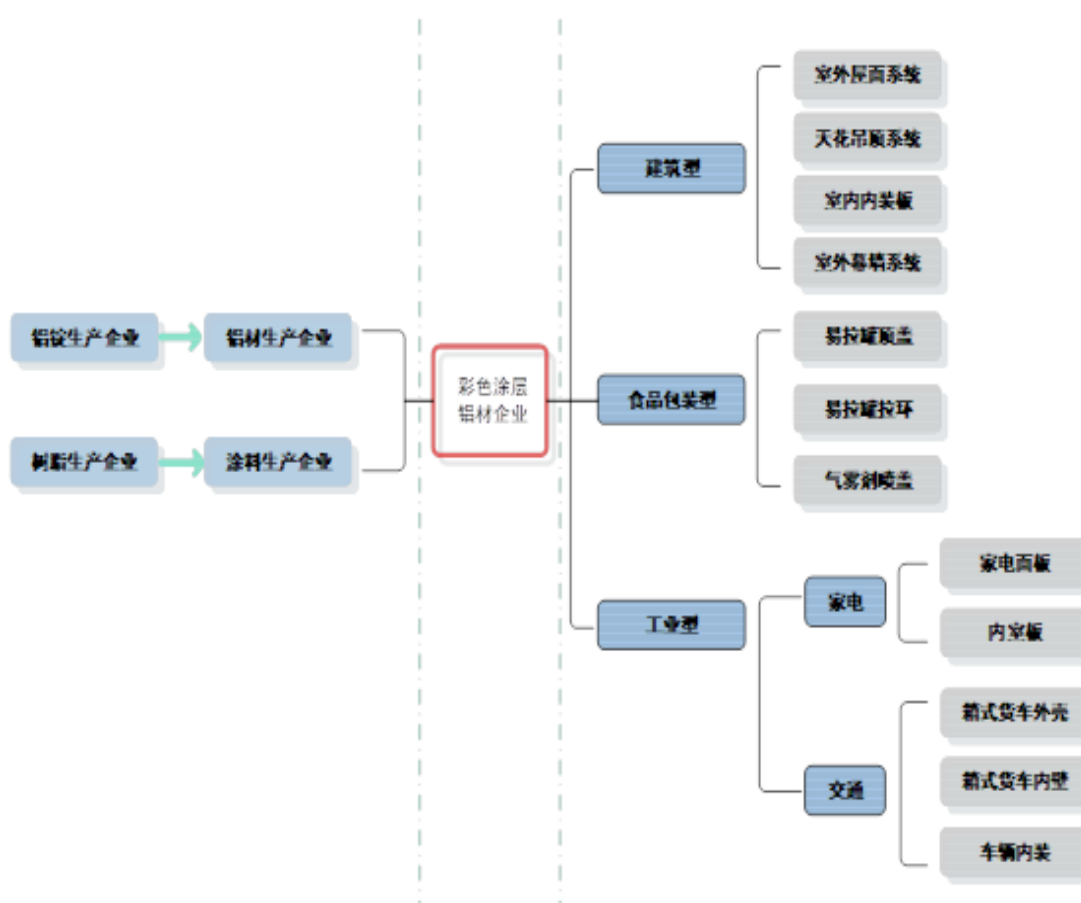 室外屋面系统
天花吊顶系统
建筑型
室内内装板
室外幕墙系统
铝锭生产企业
铝材生产企业
易拉罐顶盖
彩色涂层
铝材企业
食品包装型
易拉罐拉环
树脂生产企业
涂料生产企业
气雾剂喷盖
家电面板
家电
工业型
内室板
箱式货车外壳
交通
箱式货车内壁
车辆内装